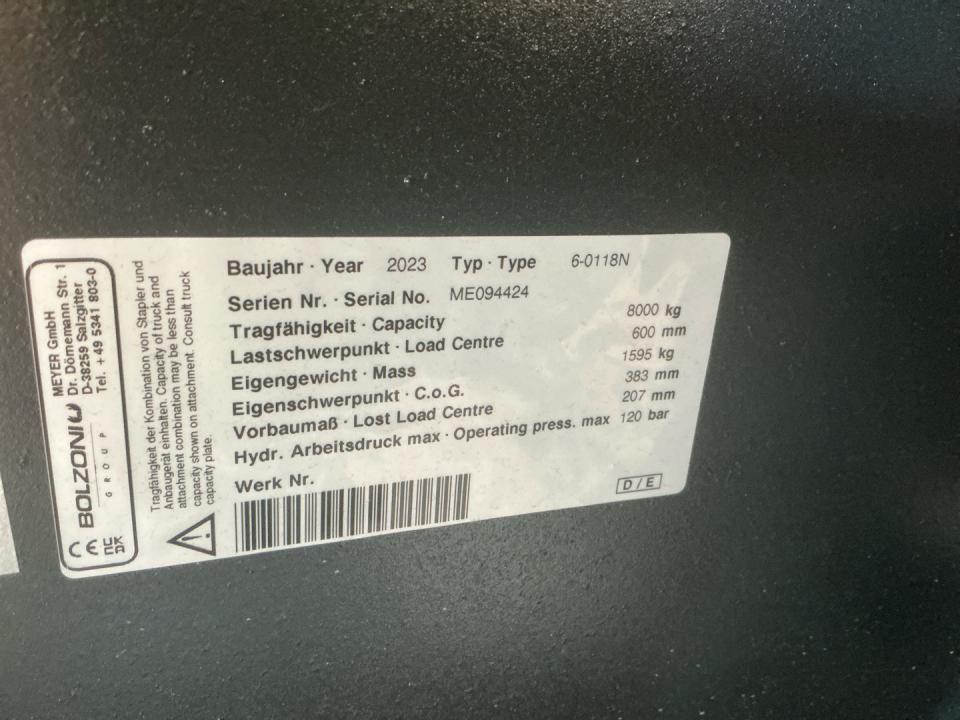 Baujahr · Year 2023 Typ · Type 6-0118N
Serien Nr. · Serial No. ME094424
Tragfähigkeit · Capacity 8000 kg
Lastschwerpunkt · Load Centre 600 mm
Eigengewicht · Mass 1595 kg
Eigenschwerpunkt · C.o.G. 383 mm
Vorbaumaß · Lost Load Centre 207 mm
Hydr. Arbeitsdruck max · Operating press. max 120 bar
Werk Nr.
D / E
BOLZONI
GROUP
MEYER GmbH
Dr. Dömemann Str. 1
D-38259 Salzgitter
Tel. + 49 5341 803-0
CE
UK
CA
Tragfähigkeit der Kombination von Stapler und
Anbaugerät einhalten. Capacity of truck and
attachment combination may be less than
capacity shown on attachment. Consult truck
capacity plate.